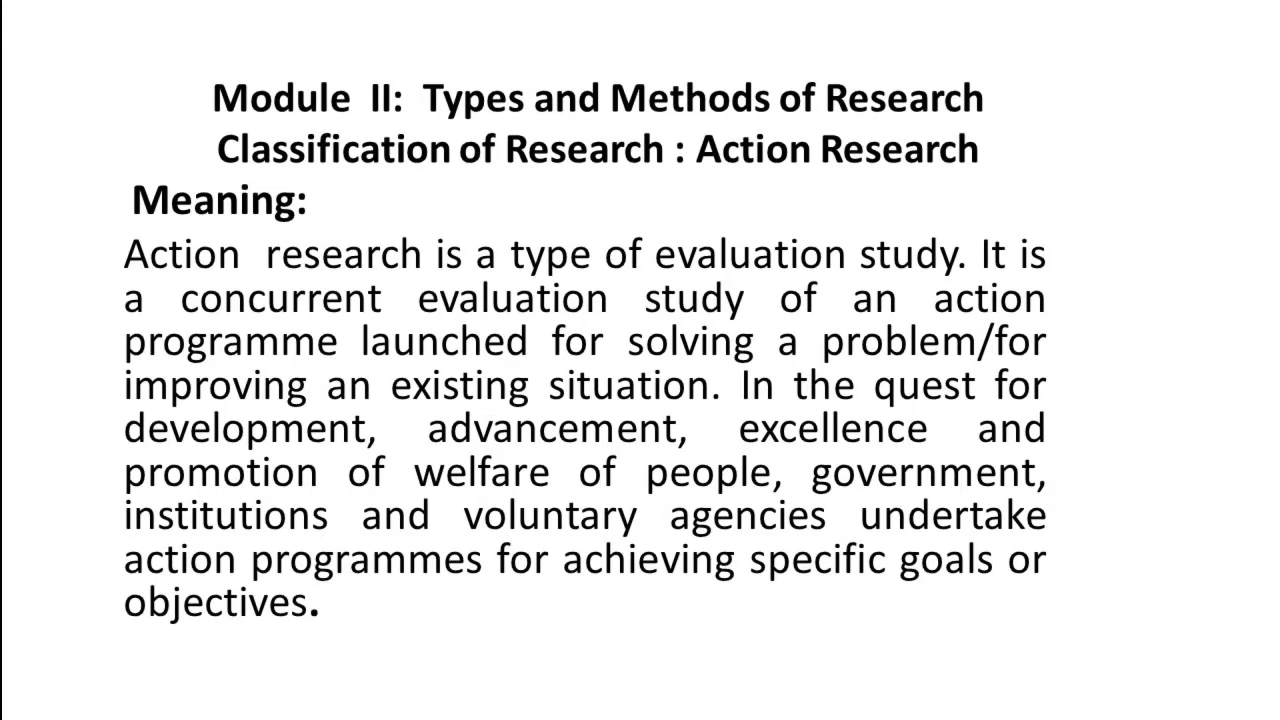 Module II: Types and Methods of Research
Classification of Research : Action Research
Meaning:
Action research is a type of evaluation study. It is
a concurrent evaluation study of an action
programme launched for solving a problem/for
improving an existing situation. In the quest for
development, advancement, excellence and
promotion of welfare of people, government,
institutions and voluntary agencies undertake
action programmes for achieving specific goals or
objectives.